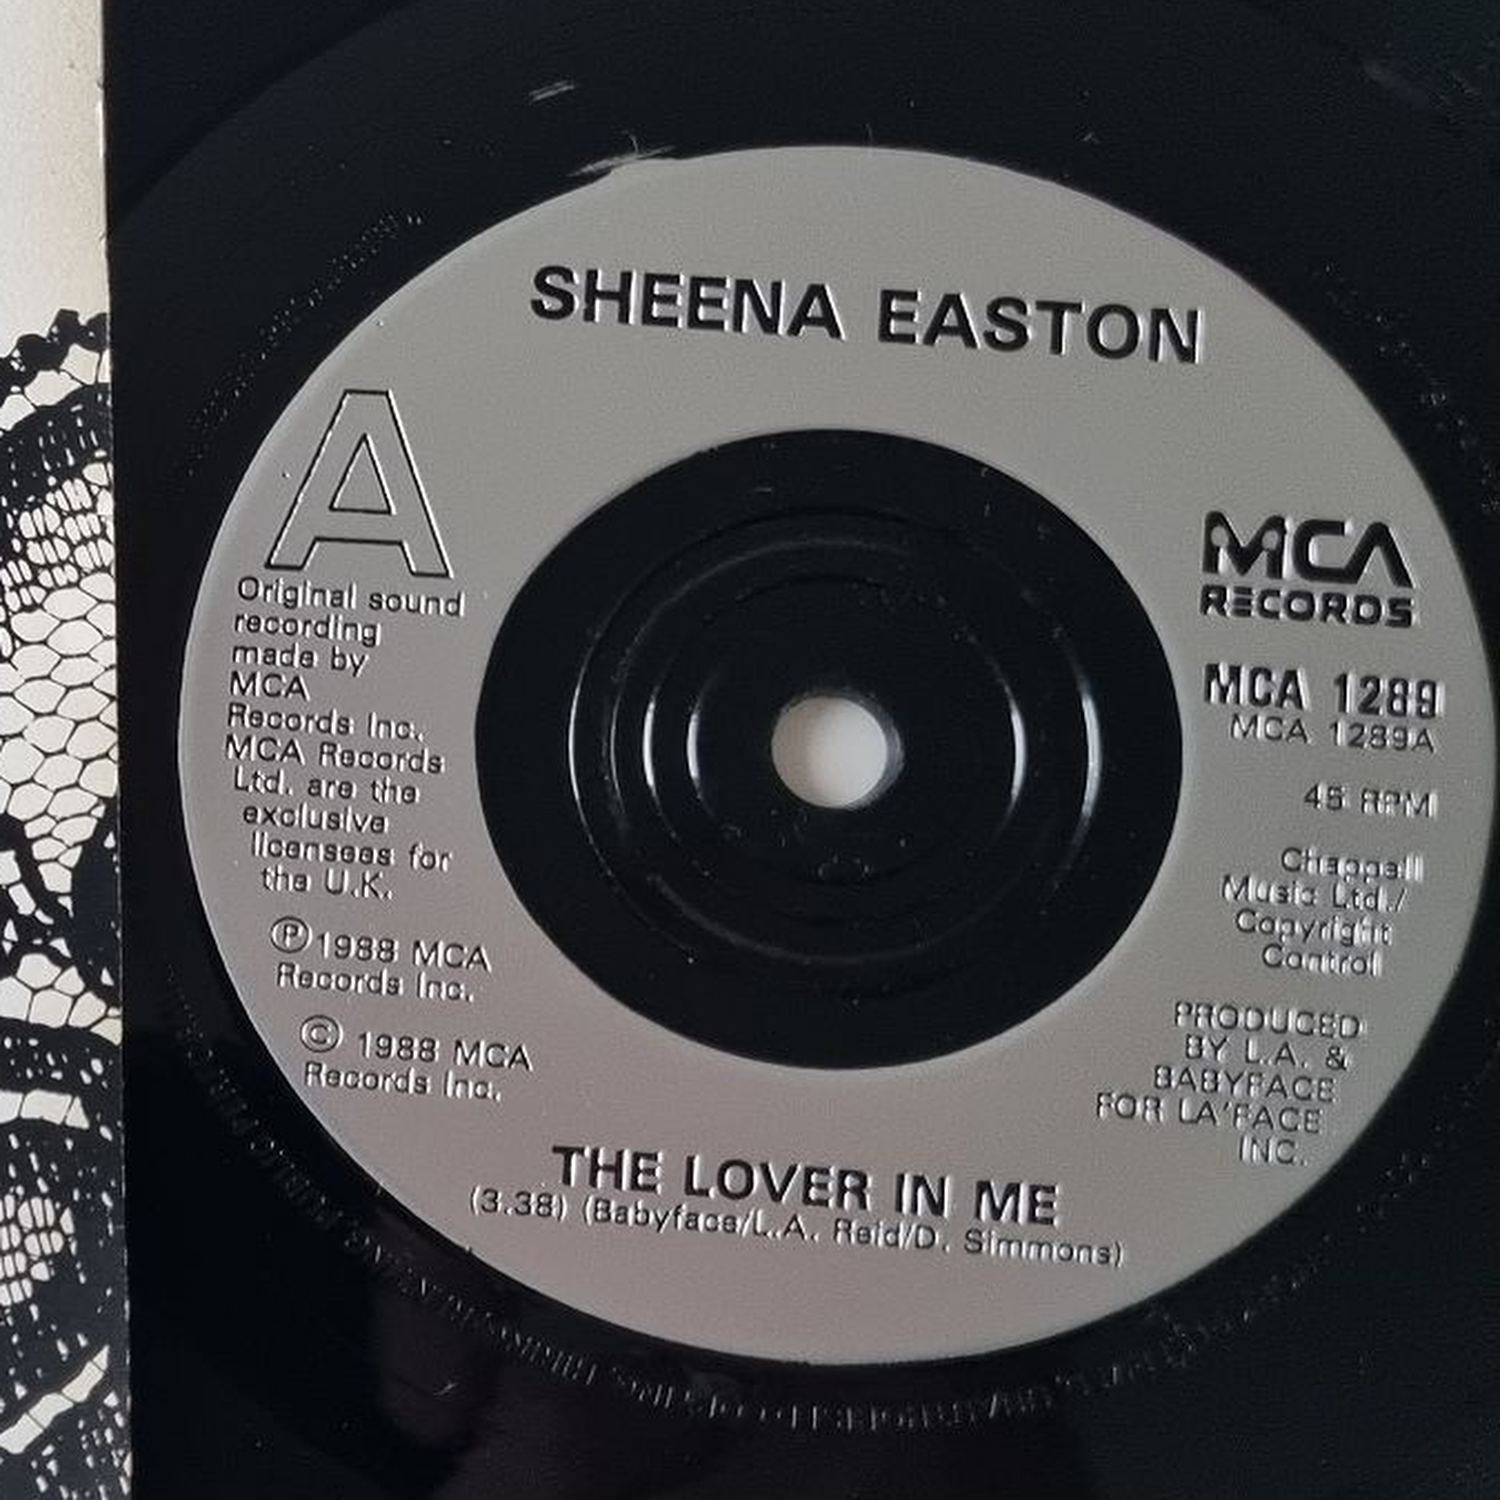 SHEENA EASTON
A
Original sound
recording
made by
MCA
Records Inc.
MCA Records
Ltd. are the
exclusive
licensees for
the U.K.
Ⓟ 1988 MCA
Records Inc.
© 1988 MCA
Records Inc.
MCA
RECORDS
MCA 1289
MCA 1289A
45 RPM
Chappell
Music Ltd./
Copyright
Control
PRODUCED
BY L.A. &
BABYFACE
FOR LA'FACE
INC.
THE LOVER IN ME
(3.38) (Babyface/L.A. Reid/D. Simmons)